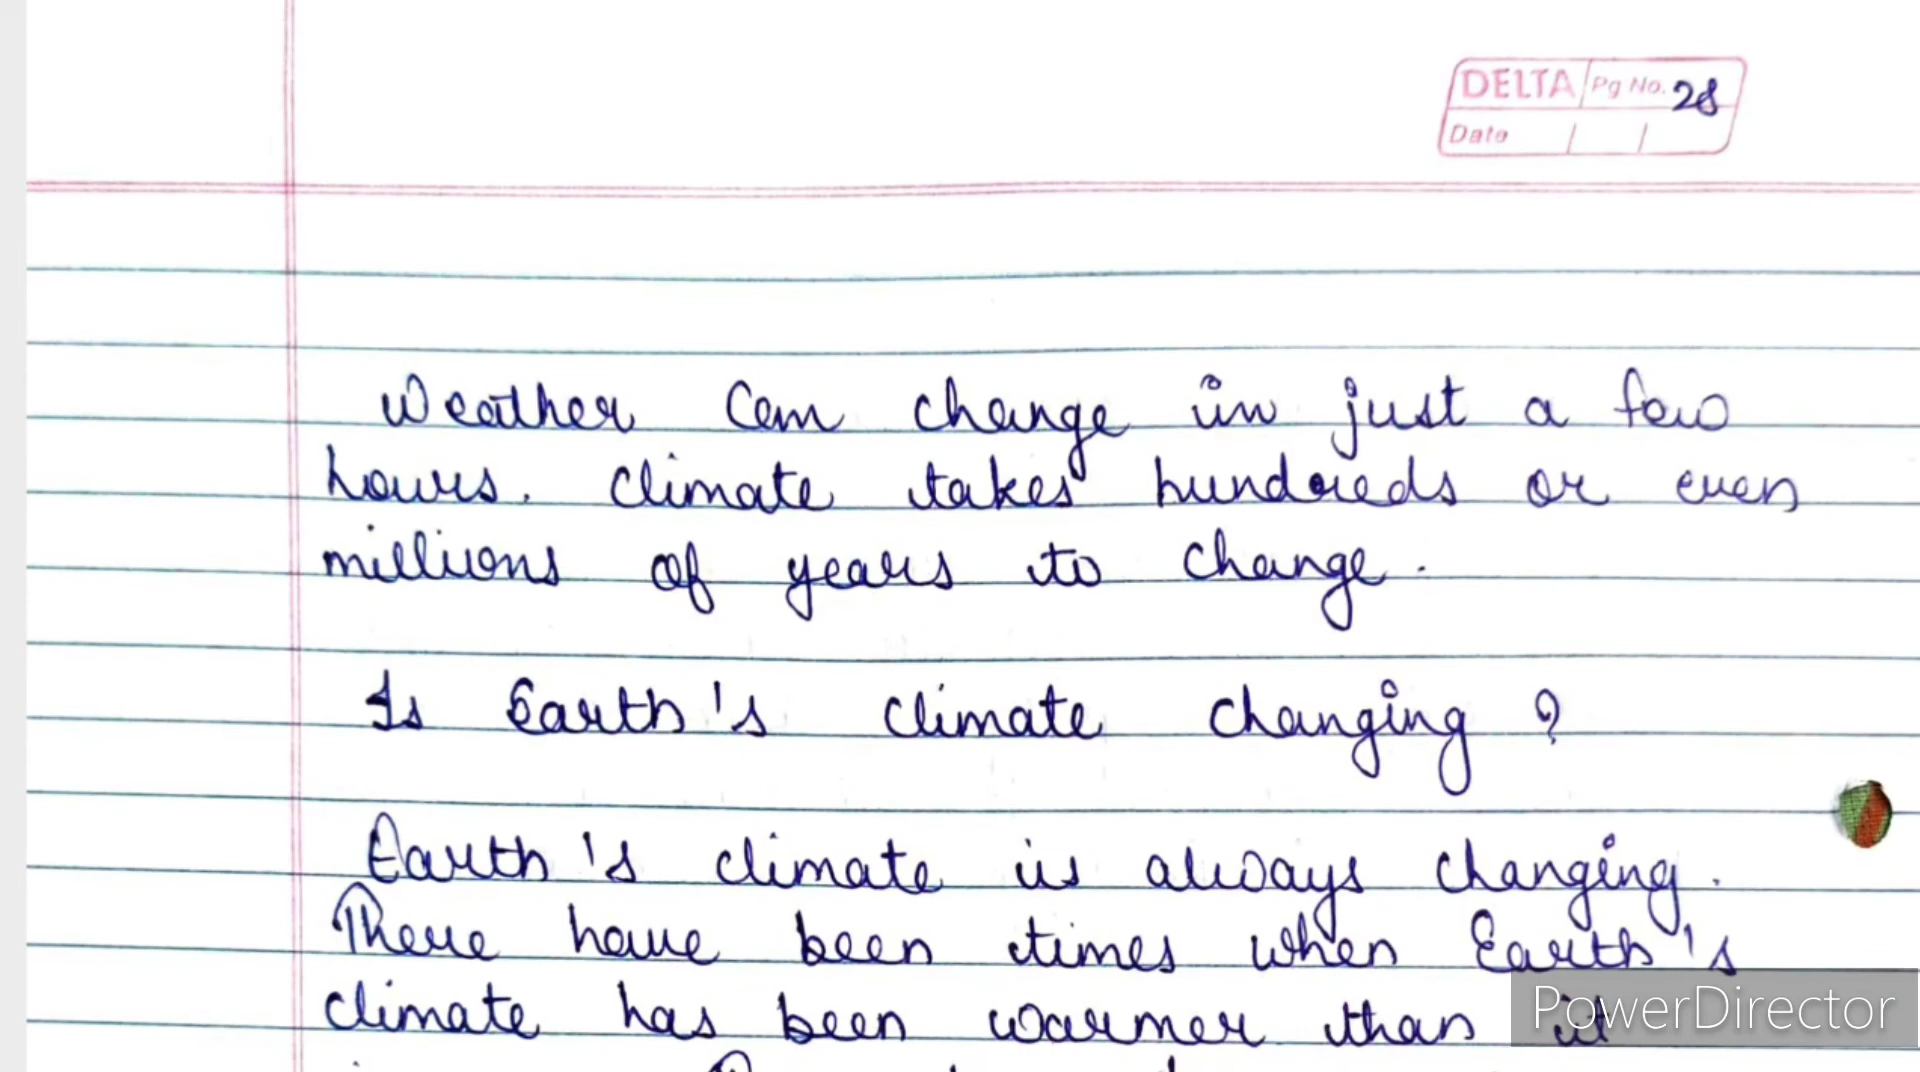 DELTA Pg No. 28
Date / /
Weather Can change in just a few
hours. Climate takes hundreds or even
millions of years to change.
Is Earth's climate changing ?
Earth's climate is always changing.
There have been times when Earth's
climate has been warmer than it
PowerDirector